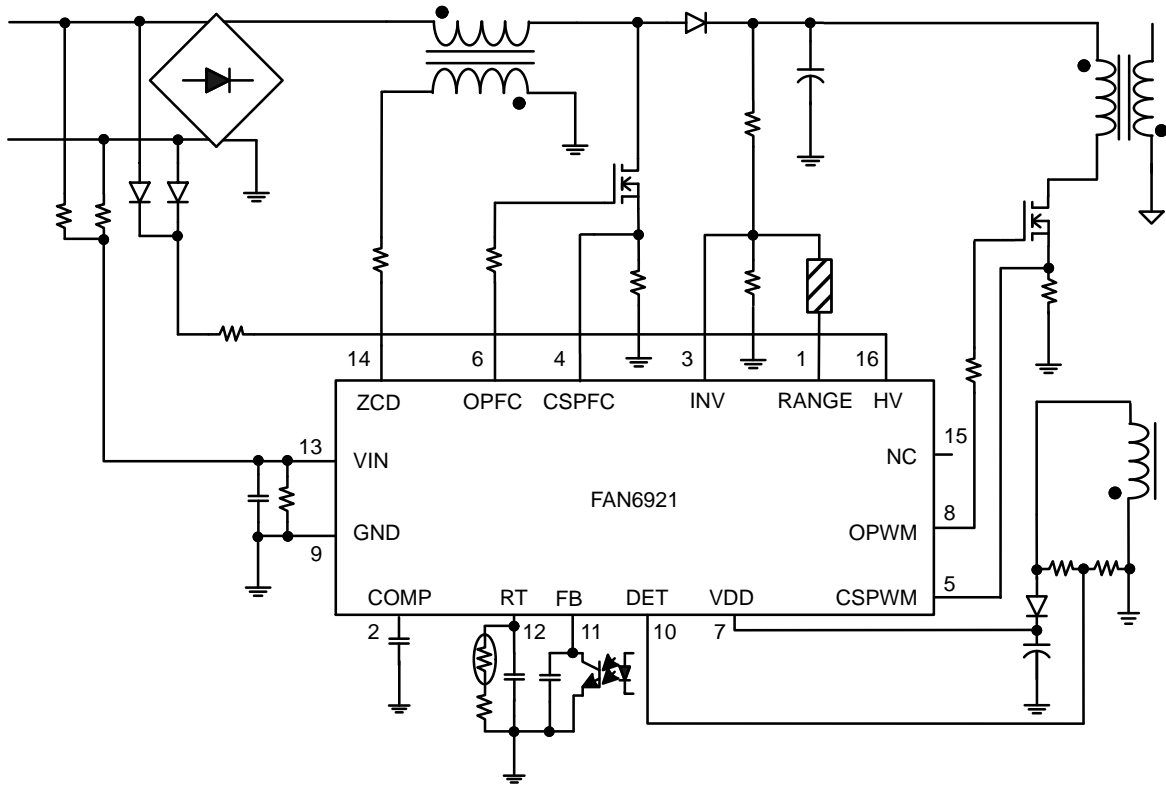 14 6 4 3 1 16
ZCD OPFC CSPFC INV RANGE HV
13 VIN
15
NC
FAN6921
8
OPWM
GND
9
5
CSPWM
COMP RT FB DET VDD
2 12 11 10 7